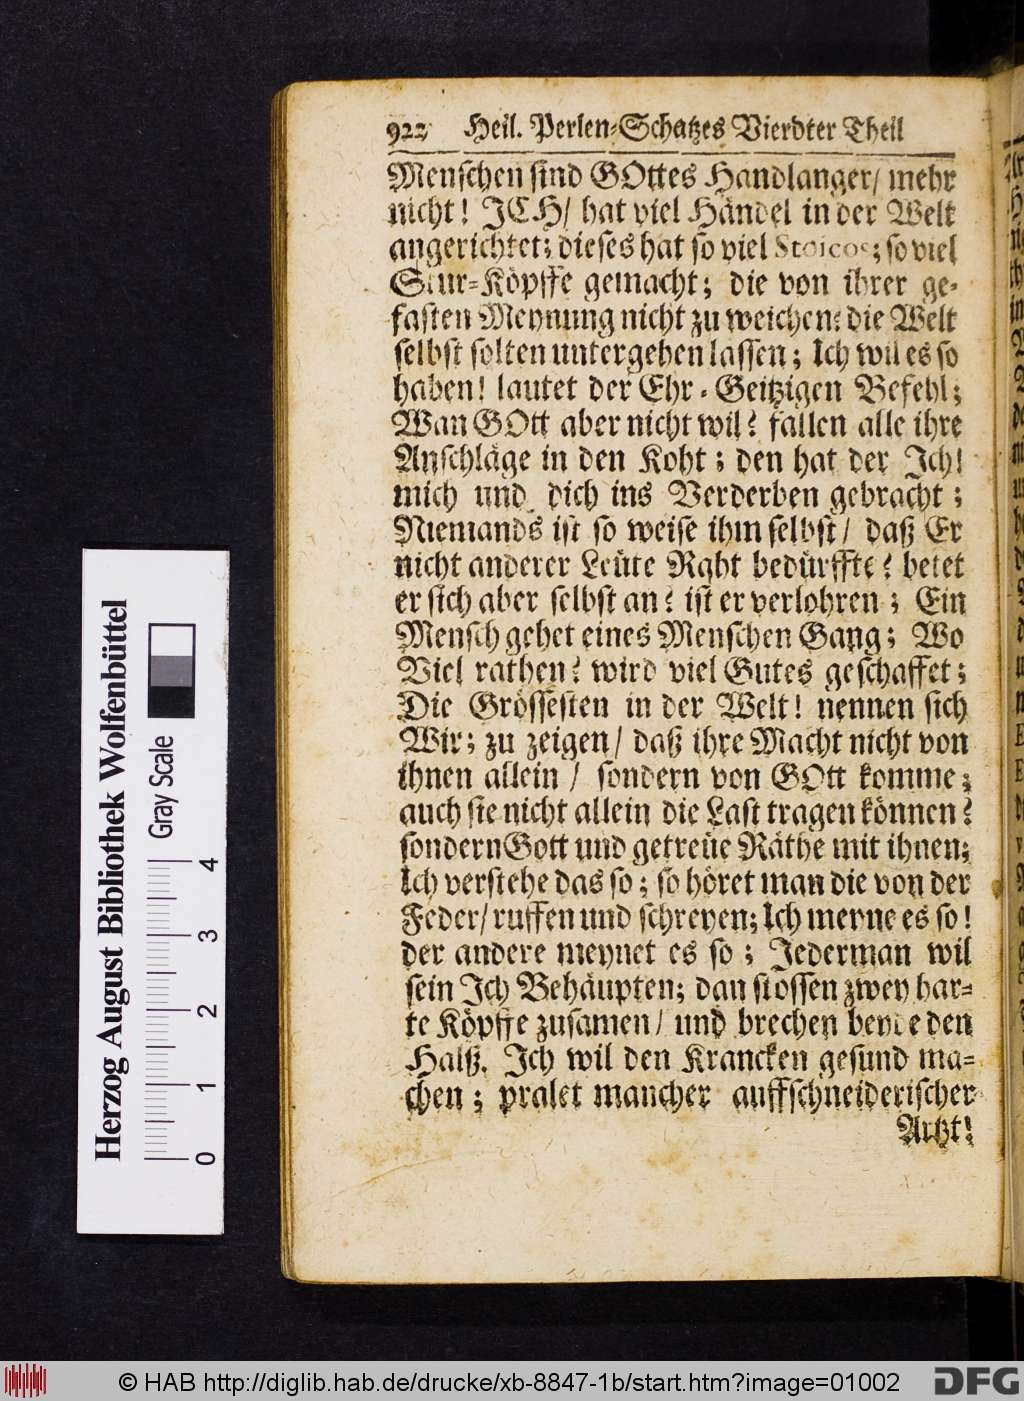 922 Heil. Perlen-Schatzes Vierdter Theil
Menschen sind GOttes Handlanger/ mehr
nicht! JCH/ hat viel Händel in der Welt
angerichtet; dieses hat so viel Stoicos; so viel
Stur-Köpffe gemacht; die von ihrer ge-
fasten Meynung nicht zu weichen? die Welt
selbst solten untergehen lassen; Ich wil es so
haben! lautet der Ehr-Geitzigen Befehl;
Wan GOtt aber nicht wil? fallen alle ihre
Anschläge in den Koht; den hat der Ich!
mich und dich ins Verderben gebracht;
Niemands ist so weise ihm selbst/ daß Er
nicht anderer Leüte Raht bedürffte? betet
er sich aber selbst an? ist er verlohren; Ein
Mensch gehet eines Menschen Gang; Wo
Viel rathen? wird viel Gutes geschaffet;
Die Grössesten in der Welt! nennen sich
Wir; zu zeigen/ daß ihre Macht nicht von
ihnen allein/ sondern von GOtt komme;
auch sie nicht allein die Last tragen können?
sondern Gott und getreüe Räthe mit ihnen;
Ich verstehe das so; so höret man die von der
Feder/ ruffen und schreyen; Ich meyne es so!
der andere meynet es so; Jederman wil
sein Ich Behäupten; dan stossen zwey har-
te Köpffe zusamen/ und brechen beyde den
Halß. Ich wil den Krancken gesund ma-
chen; pralet mancher auffschneiderischer
Artzt!
Herzog August Bibliothek Wolfenbüttel
Gray Scale
0 1 2 3 4
© HAB http://diglib.hab.de/drucke/xb-8847-1b/start.htm?image=01002
DFG